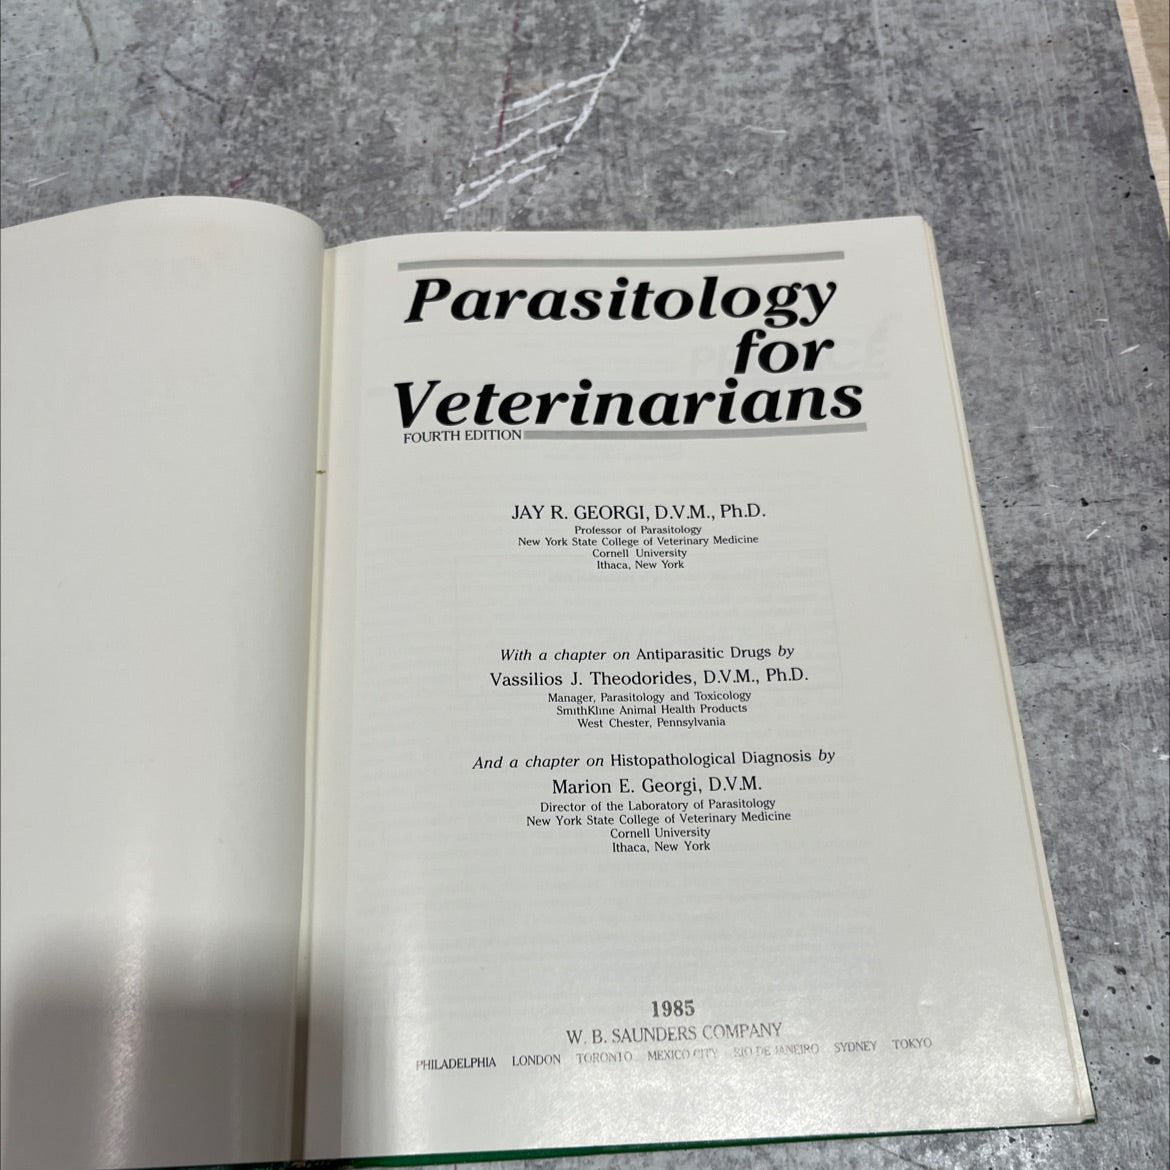 Parasitology
for
Veterinarians
FOURTH EDITION
JAY R. GEORGI, D.V.M., Ph.D.
Professor of Parasitology
New York State College of Veterinary Medicine
Cornell University
Ithaca, New York
With a chapter on Antiparasitic Drugs by
Vassilios J. Theodorides, D.V.M., Ph.D.
Manager, Parasitology and Toxicology
SmithKline Animal Health Products
West Chester, Pennsylvania
And a chapter on Histopathological Diagnosis by
Marion E. Georgi, D.V.M.
Director of the Laboratory of Parasitology
New York State College of Veterinary Medicine
Cornell University
Ithaca, New York
1985
W. B. SAUNDERS COMPANY
PHILADELPHIA LONDON TORONTO MEXICO CITY RIO DE JANEIRO SYDNEY TOKYO